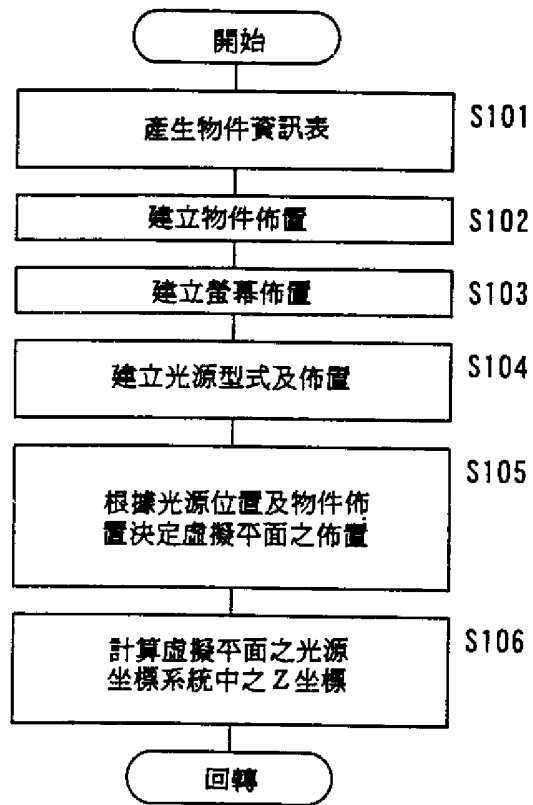 開始
產生物件資訊表
S101
建立物件佈置
S102
建立螢幕佈置
S103
建立光源型式及佈置
S104
根據光源位置及物件佈
置決定虛擬平面之佈置
S105
計算虛擬平面之光源
坐標系統中之Z坐標
S106
回轉